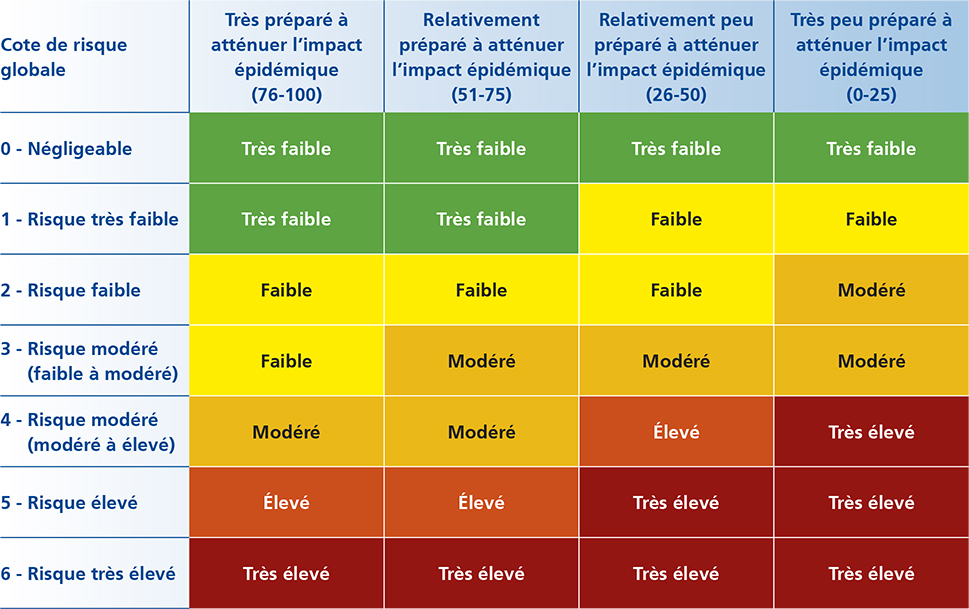 Cote de risque
globale
Très préparé à
atténuer l’impact
épidémique
(76-100)
Relativement
préparé à atténuer
l’impact épidémique
(51-75)
Relativement peu
préparé à atténuer
l’impact épidémique
(26-50)
Très peu préparé à
atténuer l’impact
épidémique
(0-25)
0 - Négligeable
Très faible
Très faible
Très faible
Très faible
1 - Risque très faible
Très faible
Très faible
Faible
Faible
2 - Risque faible
Faible
Faible
Faible
Modéré
3 - Risque modéré
(faible à modéré)
Faible
Modéré
Modéré
Modéré
4 - Risque modéré
(modéré à élevé)
Modéré
Modéré
Élevé
Très élevé
5 - Risque élevé
Élevé
Élevé
Très élevé
Très élevé
6 - Risque très élevé
Très élevé
Très élevé
Très élevé
Très élevé